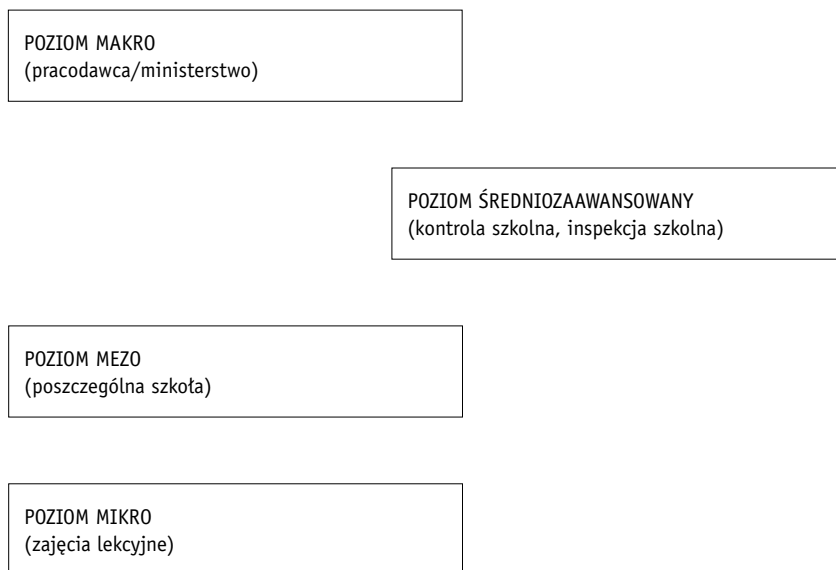 POZIOM MAKRO
(pracodawca/ministerstwo)
POZIOM ŚREDNIOZAAWANSOWANY
(kontrola szkolna, inspekcja szkolna)
POZIOM MEZO
(poszczególna szkoła)
POZIOM MIKRO
(zajęcia lekcyjne)